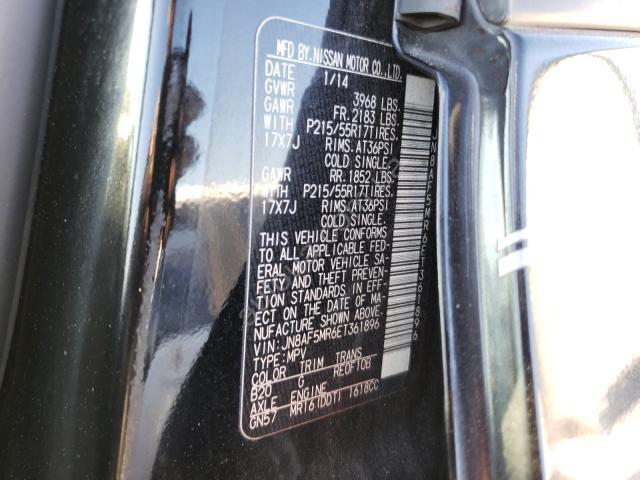 MFD BY.NISSAN MOTOR CO.,LTD.
DATE 1/14
GVWR 3968 LBS.
GAWR FR.2183 LBS.
WITH P215/55R17TIRES.
17X7J RIMS.AT36PSI
COLD SINGLE.
GAWR RR.1852 LBS.
WITH P215/55R17TIRES.
17X7J RIMS.AT36PSI
COLD SINGLE.
THIS VEHICLE CONFORMS
TO ALL APPLICABLE FED-
ERAL MOTOR VEHICLE SA-
FETY AND THEFT PREVEN-
TION STANDARDS IN EFF-
ECT ON THE DATE OF MA-
NUFACTURE SHOWN ABOVE.
VIN:JN8AF5MR6ET361896
TYPE:MPV
COLOR TRIM TRANS
B20 G RE0F10B
AXLE ENGINE
GN57 MR16(DDT) 1618CC
JN8AF5MR6ET361896